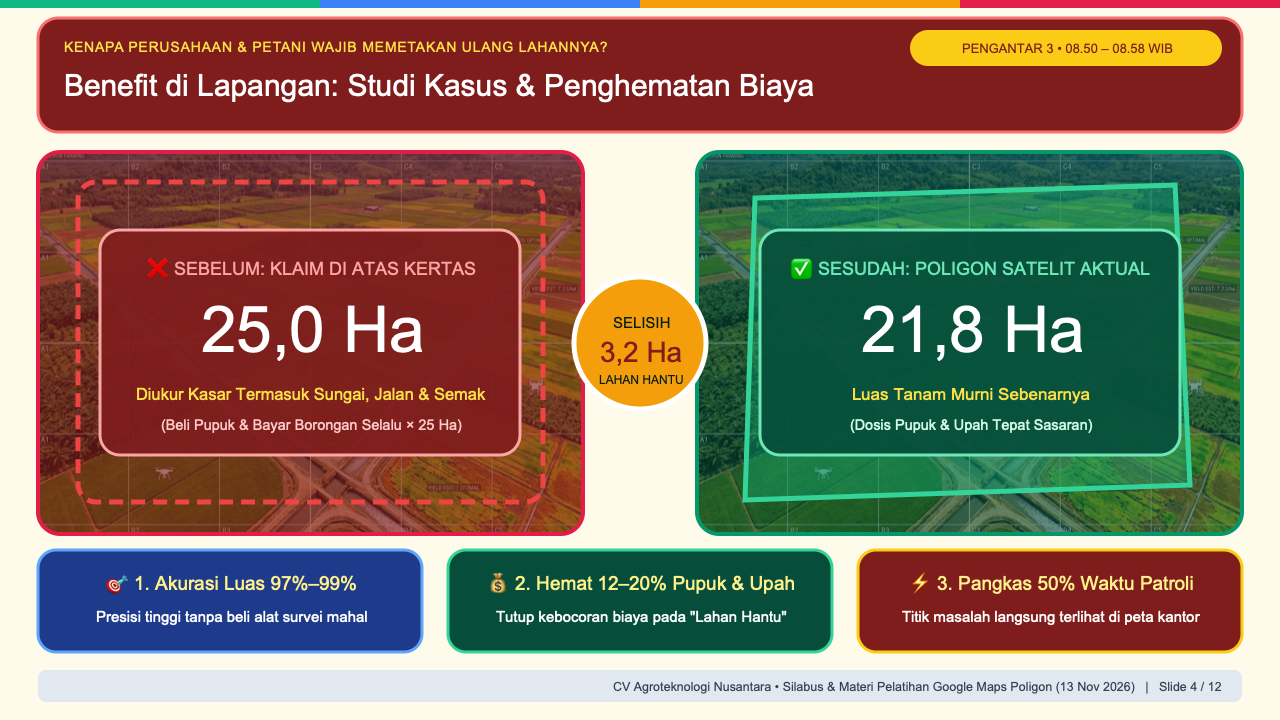 KENAPA PERUSAHAAN & PETANI WAJIB MEMETAKAN ULANG LAHANNYA?
PENGANTAR 3 • 08.50 – 08.58 WIB
Benefit di Lapangan: Studi Kasus & Penghematan Biaya
❌ SEBELUM: KLAIM DI ATAS KERTAS
25,0 Ha
Diukur Kasar Termasuk Sungai, Jalan & Semak
(Beli Pupuk & Bayar Borongan Selalu × 25 Ha)
SELISIH
3,2 Ha
LAHAN HANTU
✅ SESUDAH: POLIGON SATELIT AKTUAL
21,8 Ha
Luas Tanam Murni Sebenarnya
(Dosis Pupuk & Upah Tepat Sasaran)
🎯 1. Akurasi Luas 97%–99%
Presisi tinggi tanpa beli alat survei mahal
💰 2. Hemat 12–20% Pupuk & Upah
Tutup kebocoran biaya pada "Lahan Hantu"
⚡ 3. Pangkas 50% Waktu Patroli
Titik masalah langsung terlihat di peta kantor
CV Agroteknologi Nusantara • Silabus & Materi Pelatihan Google Maps Poligon (13 Nov 2026) | Slide 4 / 12